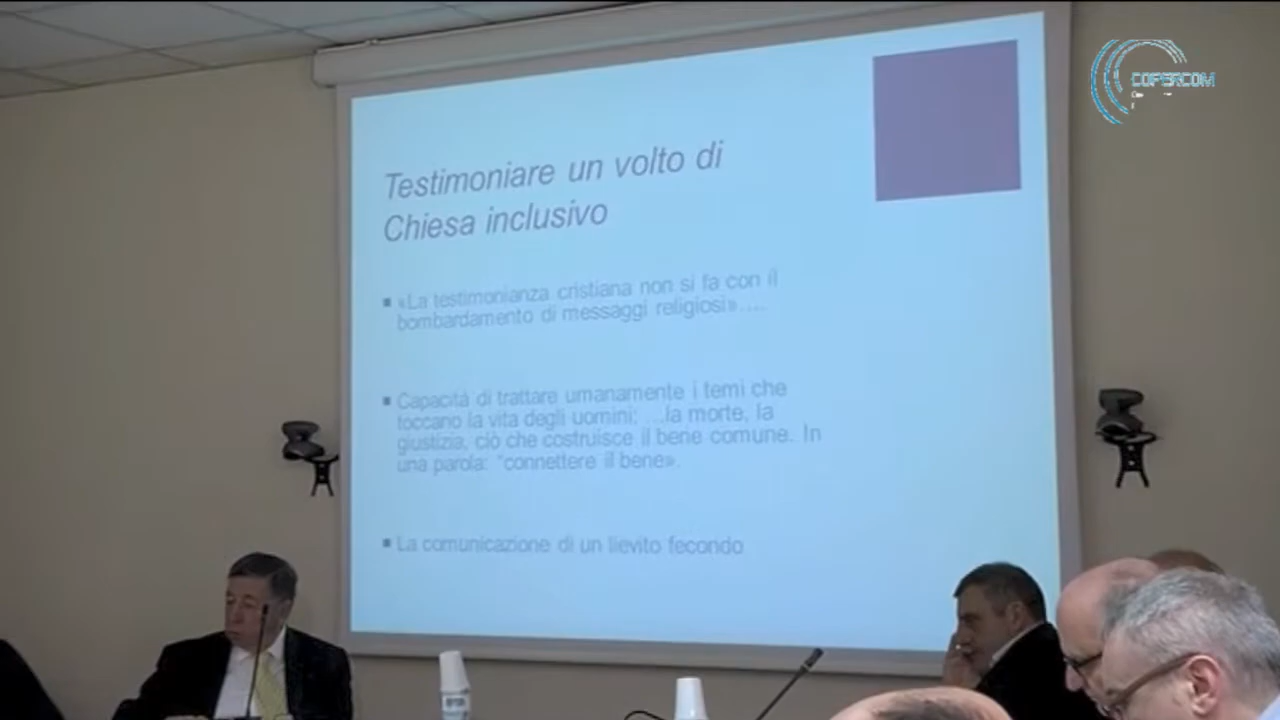 COPERCOM
Testimoniare un volto di
Chiesa inclusivo
«La testimonianza cristiana non si fa con il
bombardamento di messaggi religiosi»....
Capacità di trattare umanamente i temi che
toccano la vita degli uomini: ...la morte, la
giustizia, ciò che costruisce il bene comune. In
una parola: "connettere il bene».
La comunicazione di un lievito fecondo